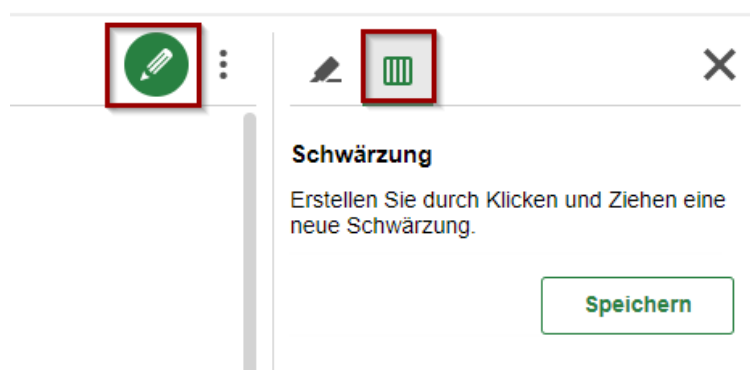 Schwärzung
Erstellen Sie durch Klicken und Ziehen eine
neue Schwärzung.
Speichern